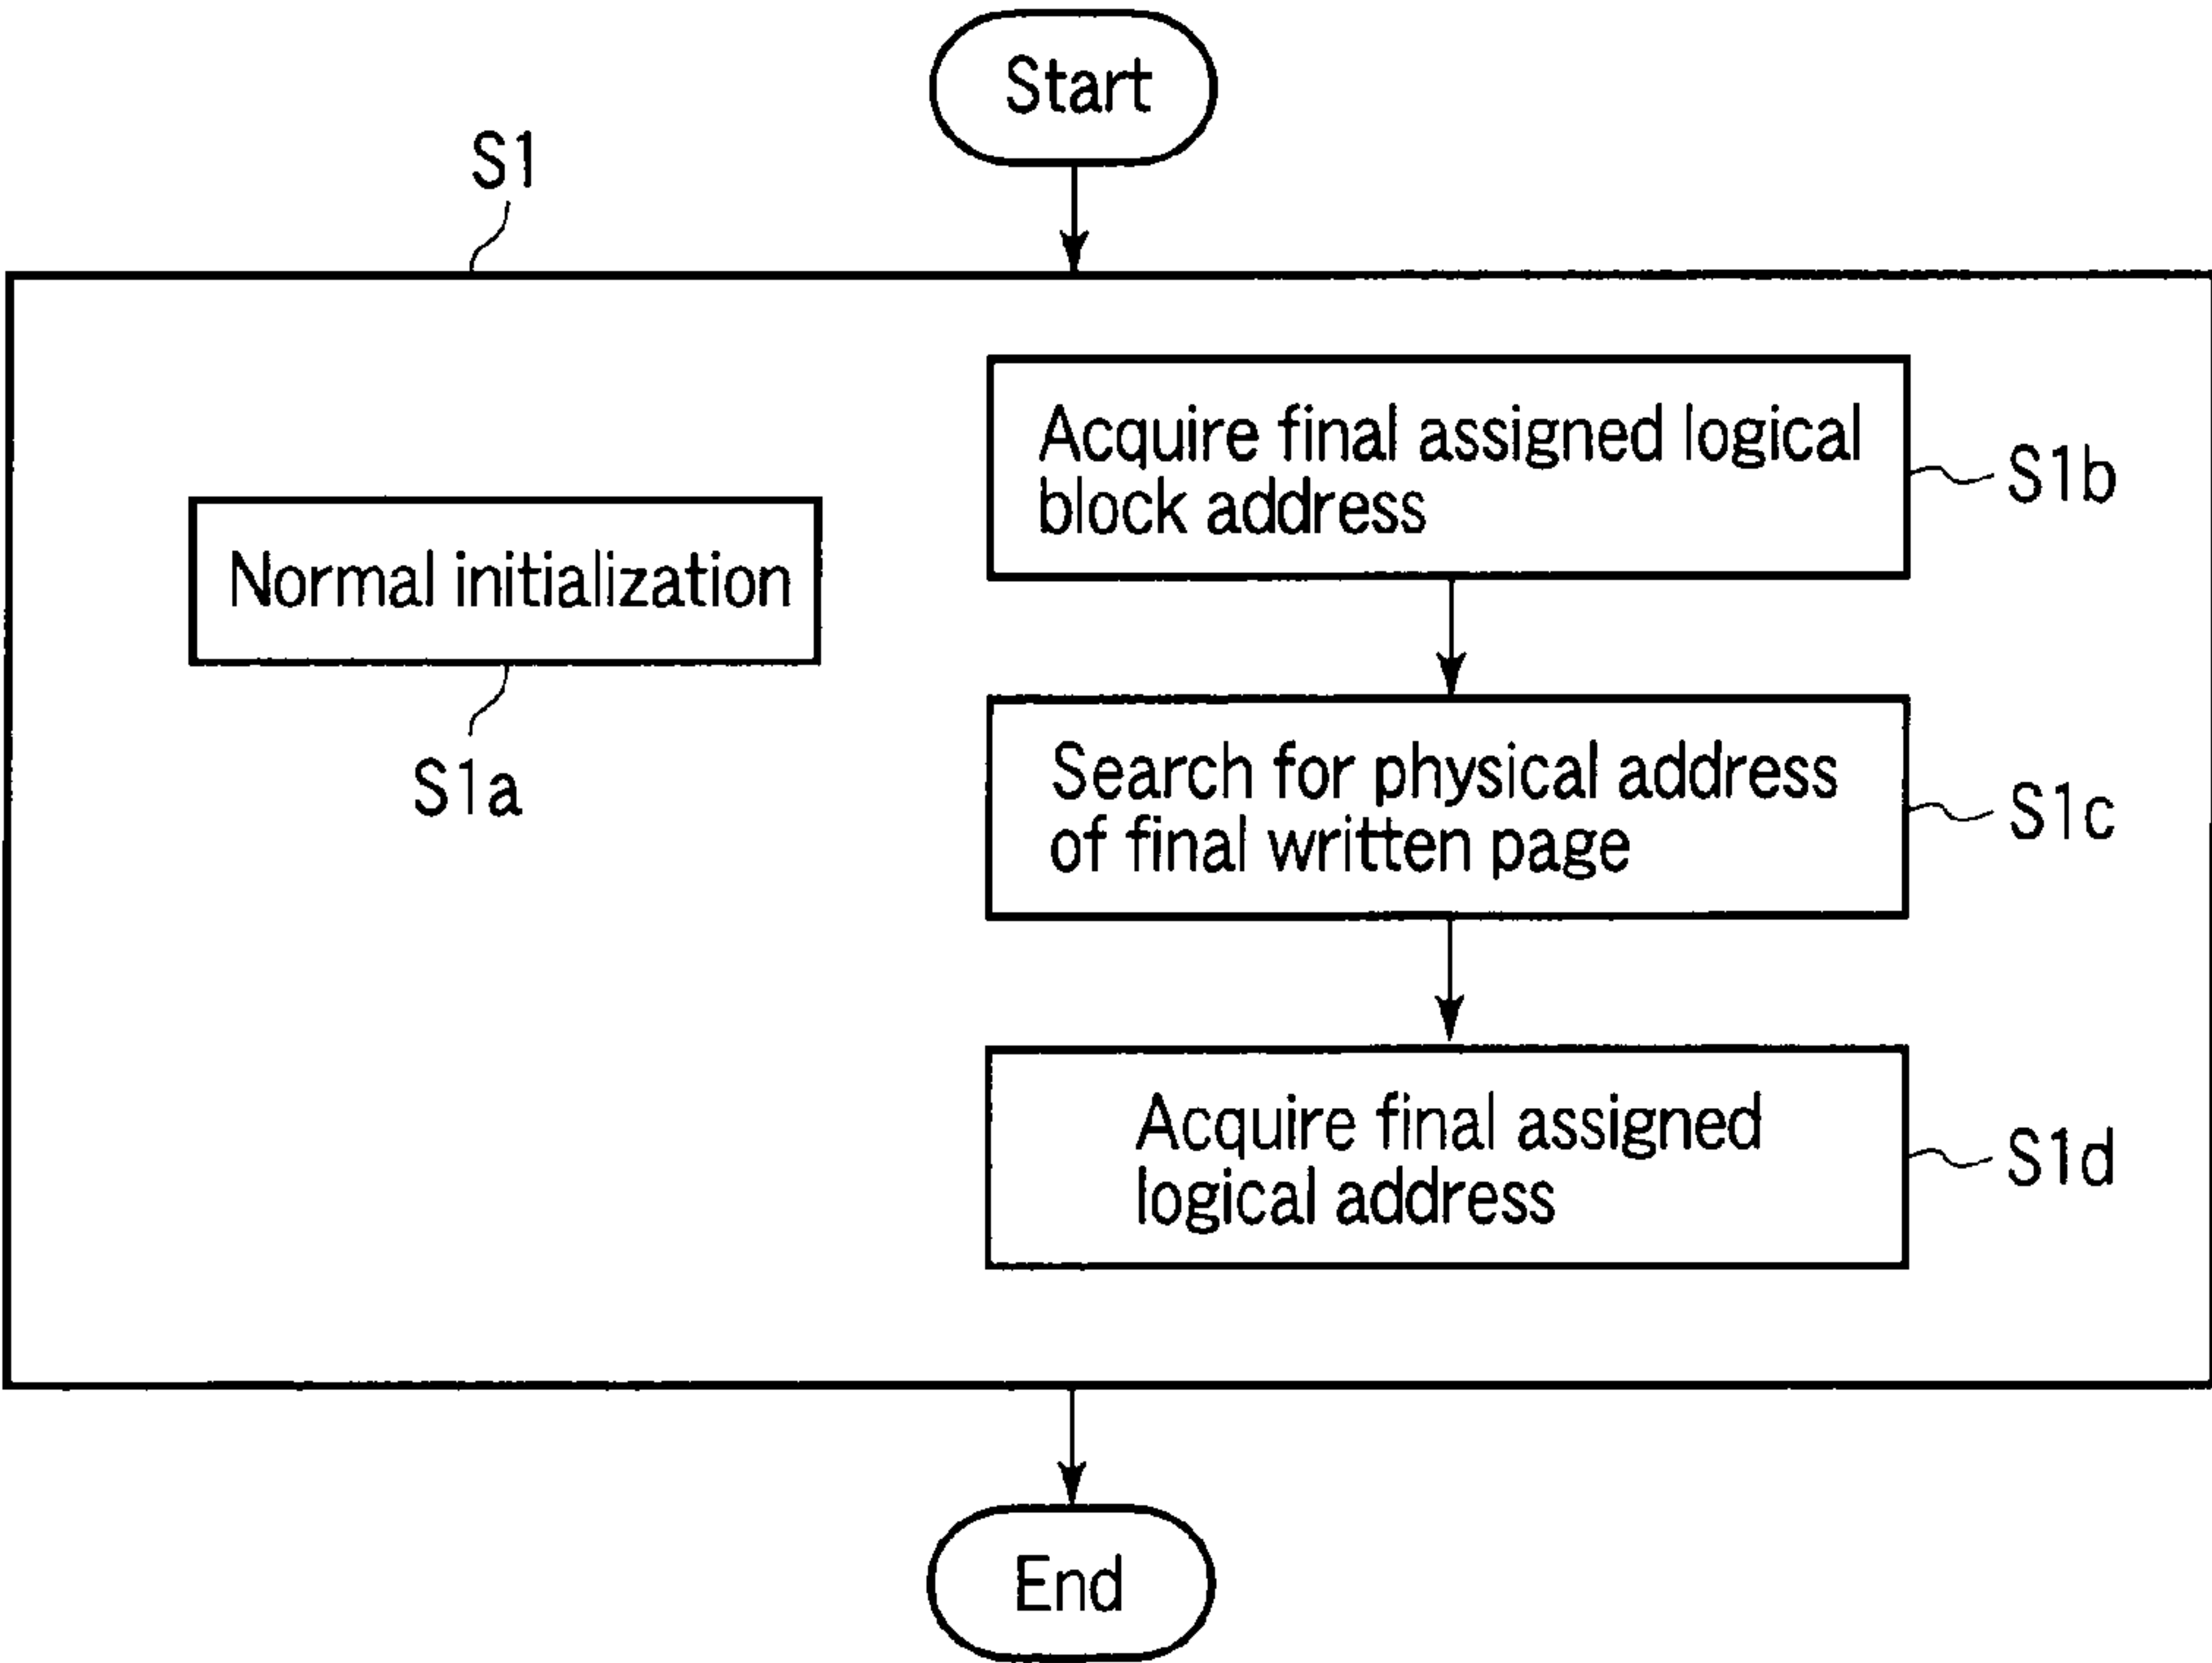 Start
S1
Acquire final assigned logical
block address
S1b
Normal initialization
S1a
Search for physical address
of final written page
S1c
Acquire final assigned
logical address
S1d
End